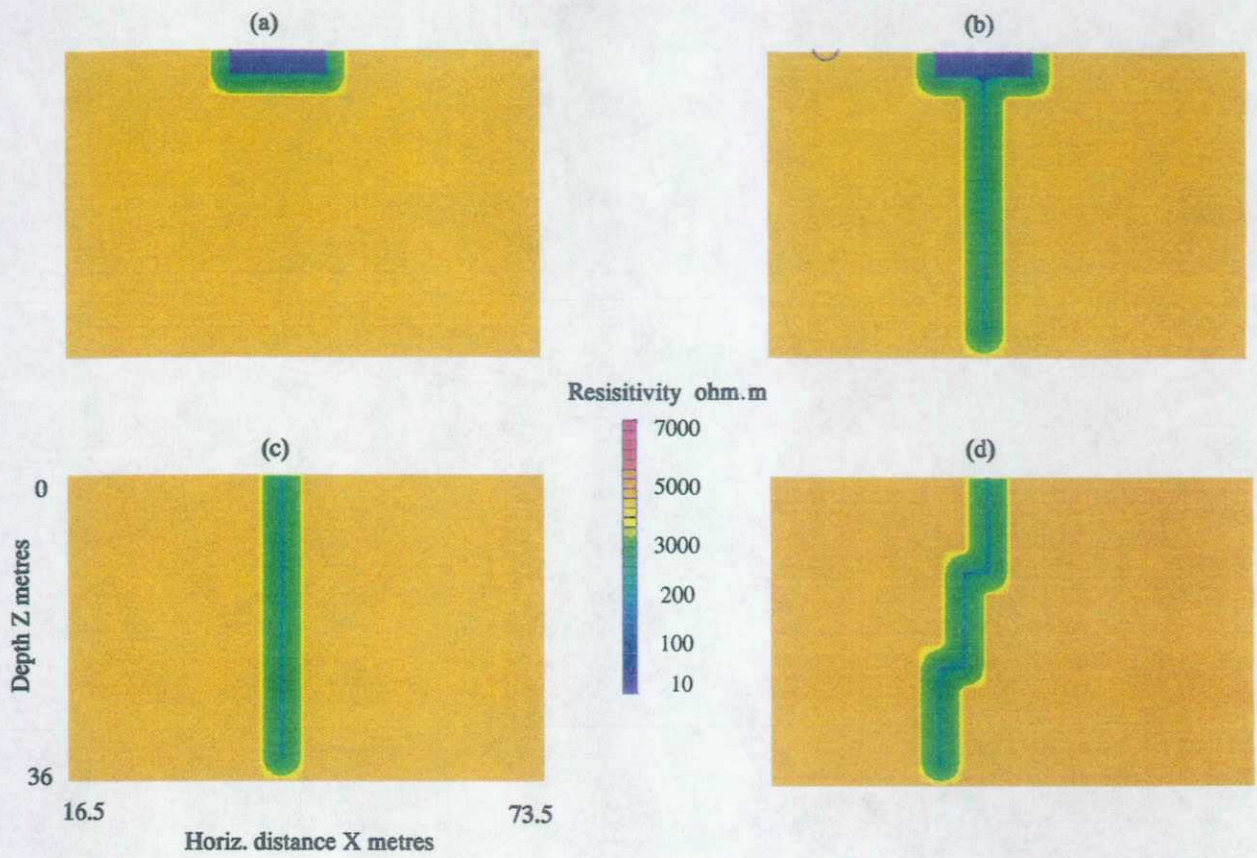 (a)
(b)
Resisitivity ohm.m
7000
5000
3000
200
100
10
(c)
(d)
0
Depth Z metres
36
16.5
73.5
Horiz. distance X metres